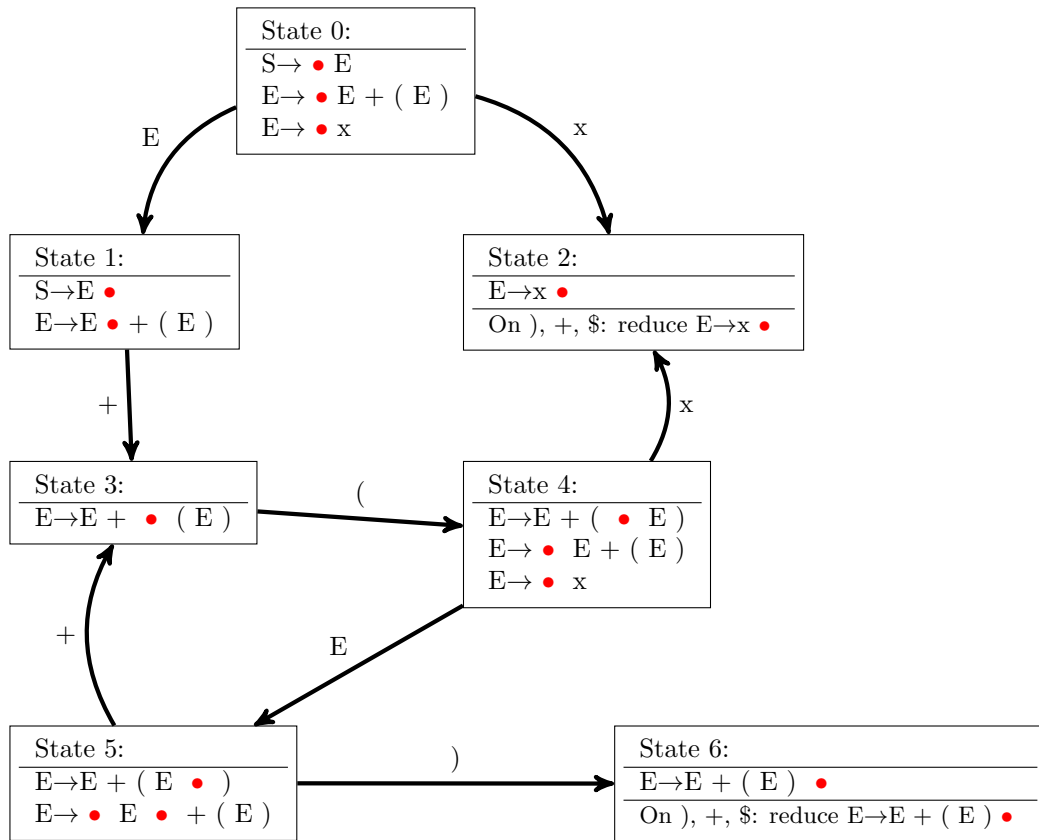 State 0:
S→ • E
E→ • E + ( E )
E→ • x
E
x
State 1:
S→E •
E→E • + ( E )
State 2:
E→x •
On ), +, $: reduce E→x •
+
x
State 3:
E→E + • ( E )
(
State 4:
E→E + ( • E )
E→ • E + ( E )
E→ • x
+
E
State 5:
E→E + ( E • )
E→ • E • + ( E )
)
State 6:
E→E + ( E ) •
On ), +, $: reduce E→E + ( E ) •